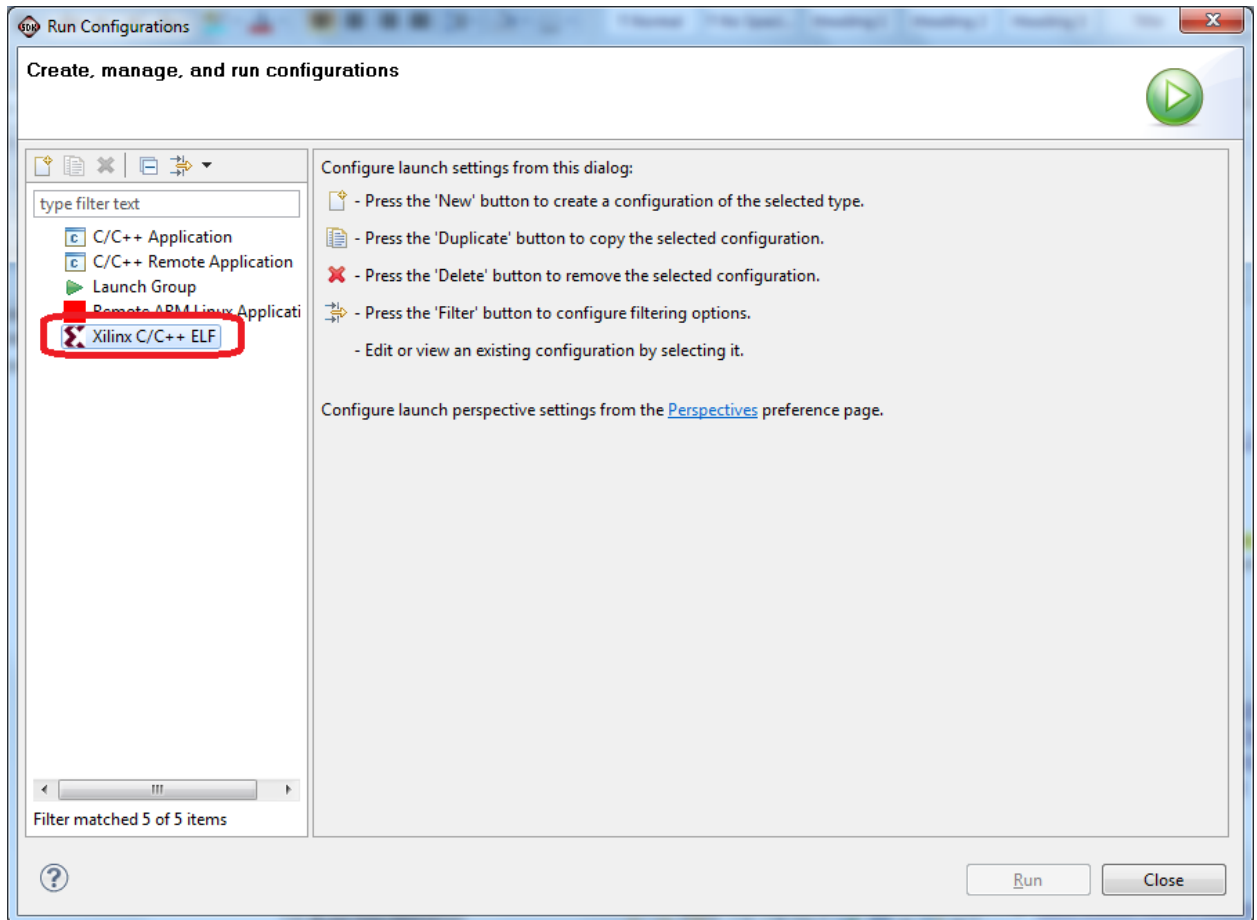 SDK Run Configurations
Create, manage, and run configurations
type filter text
C/C++ Application
C/C++ Remote Application
Launch Group
Remote ARM Linux Applicati
Xilinx C/C++ ELF
Filter matched 5 of 5 items
Configure launch settings from this dialog:
- Press the 'New' button to create a configuration of the selected type.
- Press the 'Duplicate' button to copy the selected configuration.
- Press the 'Delete' button to remove the selected configuration.
- Press the 'Filter' button to configure filtering options.
- Edit or view an existing configuration by selecting it.
Configure launch perspective settings from the Perspectives preference page.
Run
Close